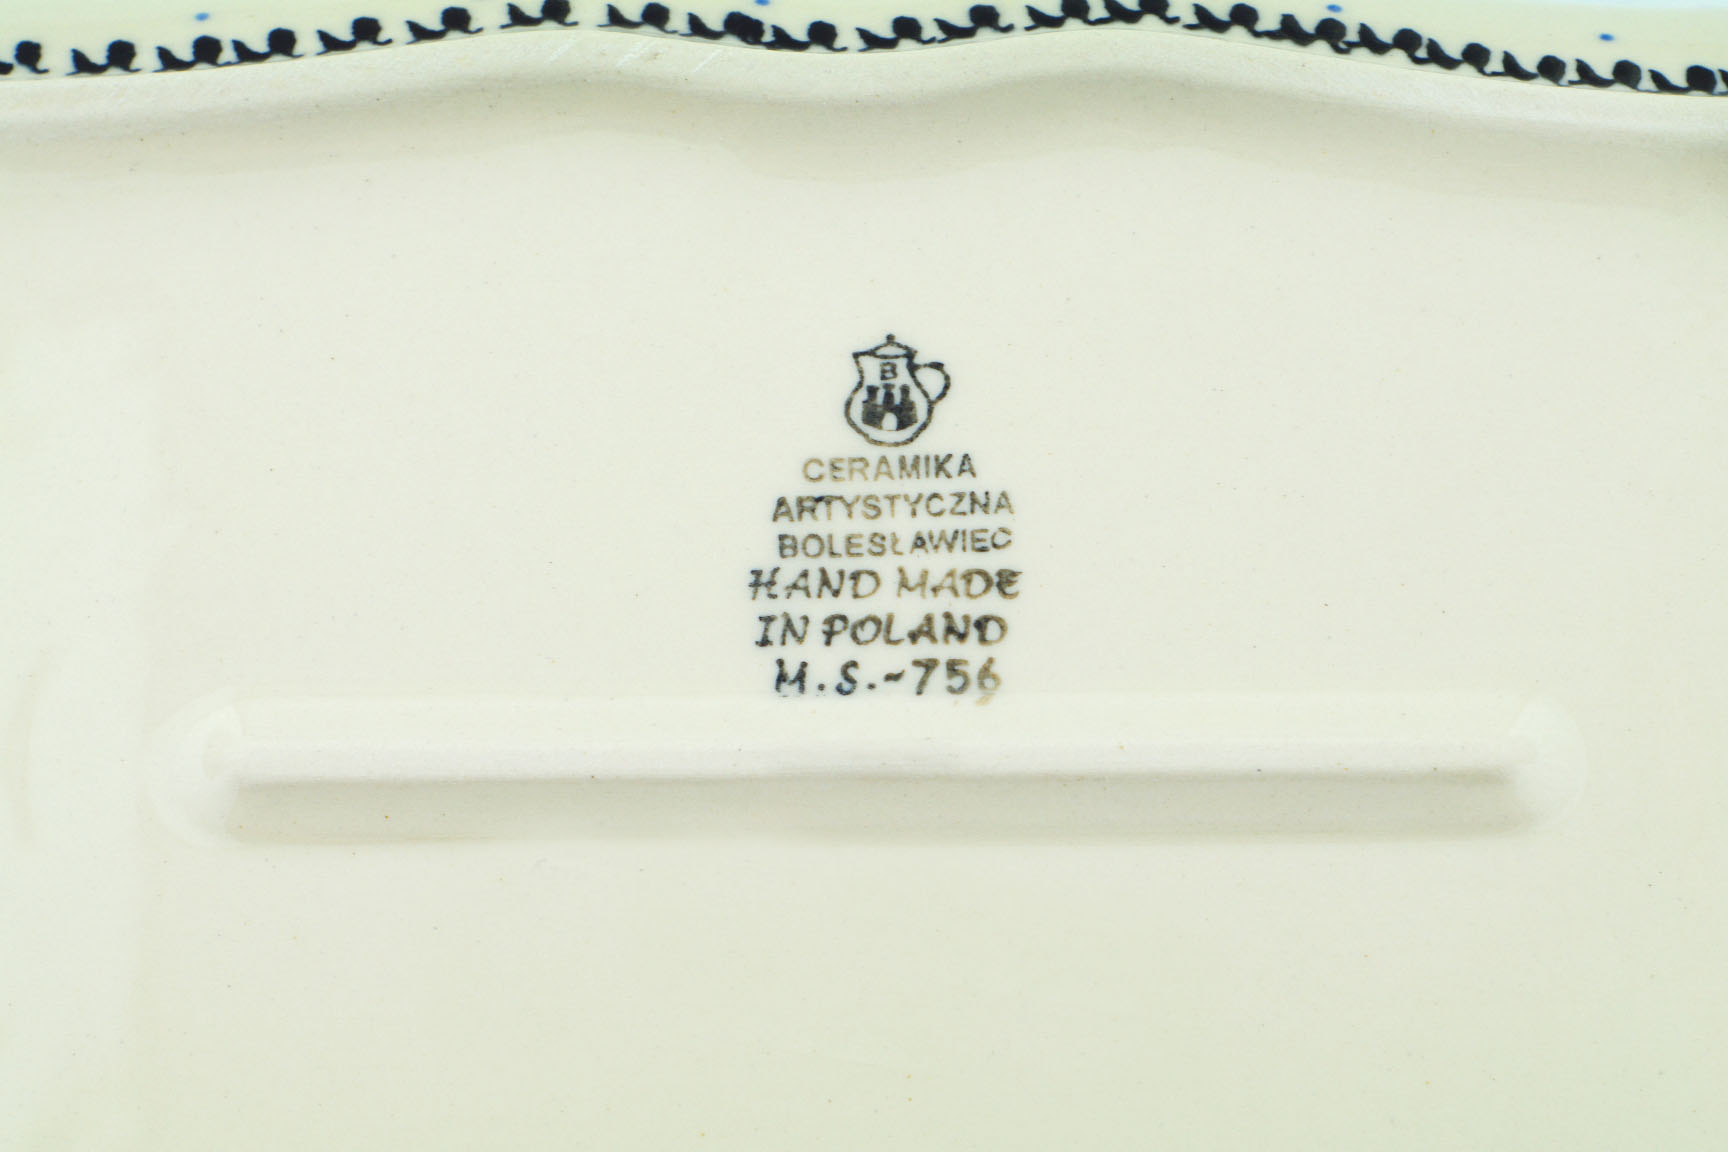 B
CERAMIKA
ARTYSTYCZNA
BOLESŁAWIEC
HAND MADE
IN POLAND
M.S.-756